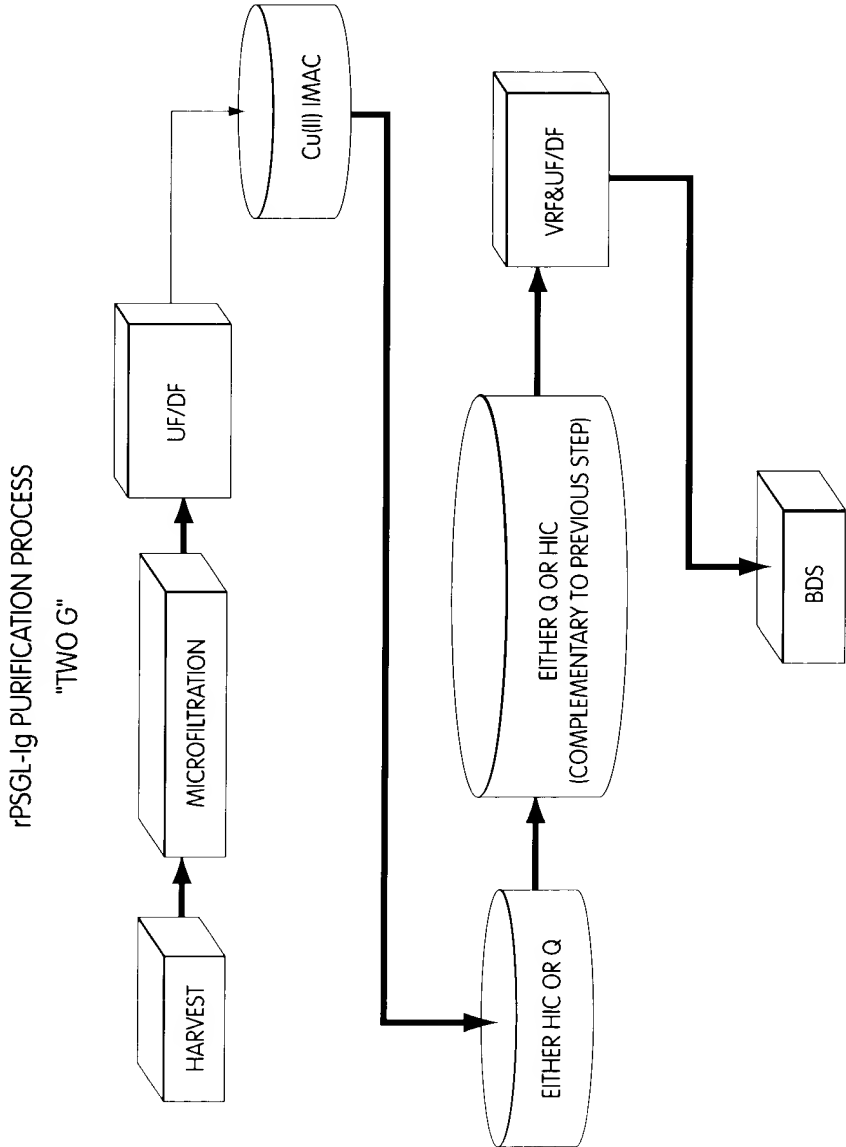 rPSGL-Ig PURIFICATION PROCESS
"TWO G"
HARVEST
MICROFILTRATION
UF/DF
Cu(II) IMAC
EITHER HIC OR Q
EITHER Q OR HIC
(COMPLEMENTARY TO PREVIOUS STEP)
VRF&UF/DF
BDS